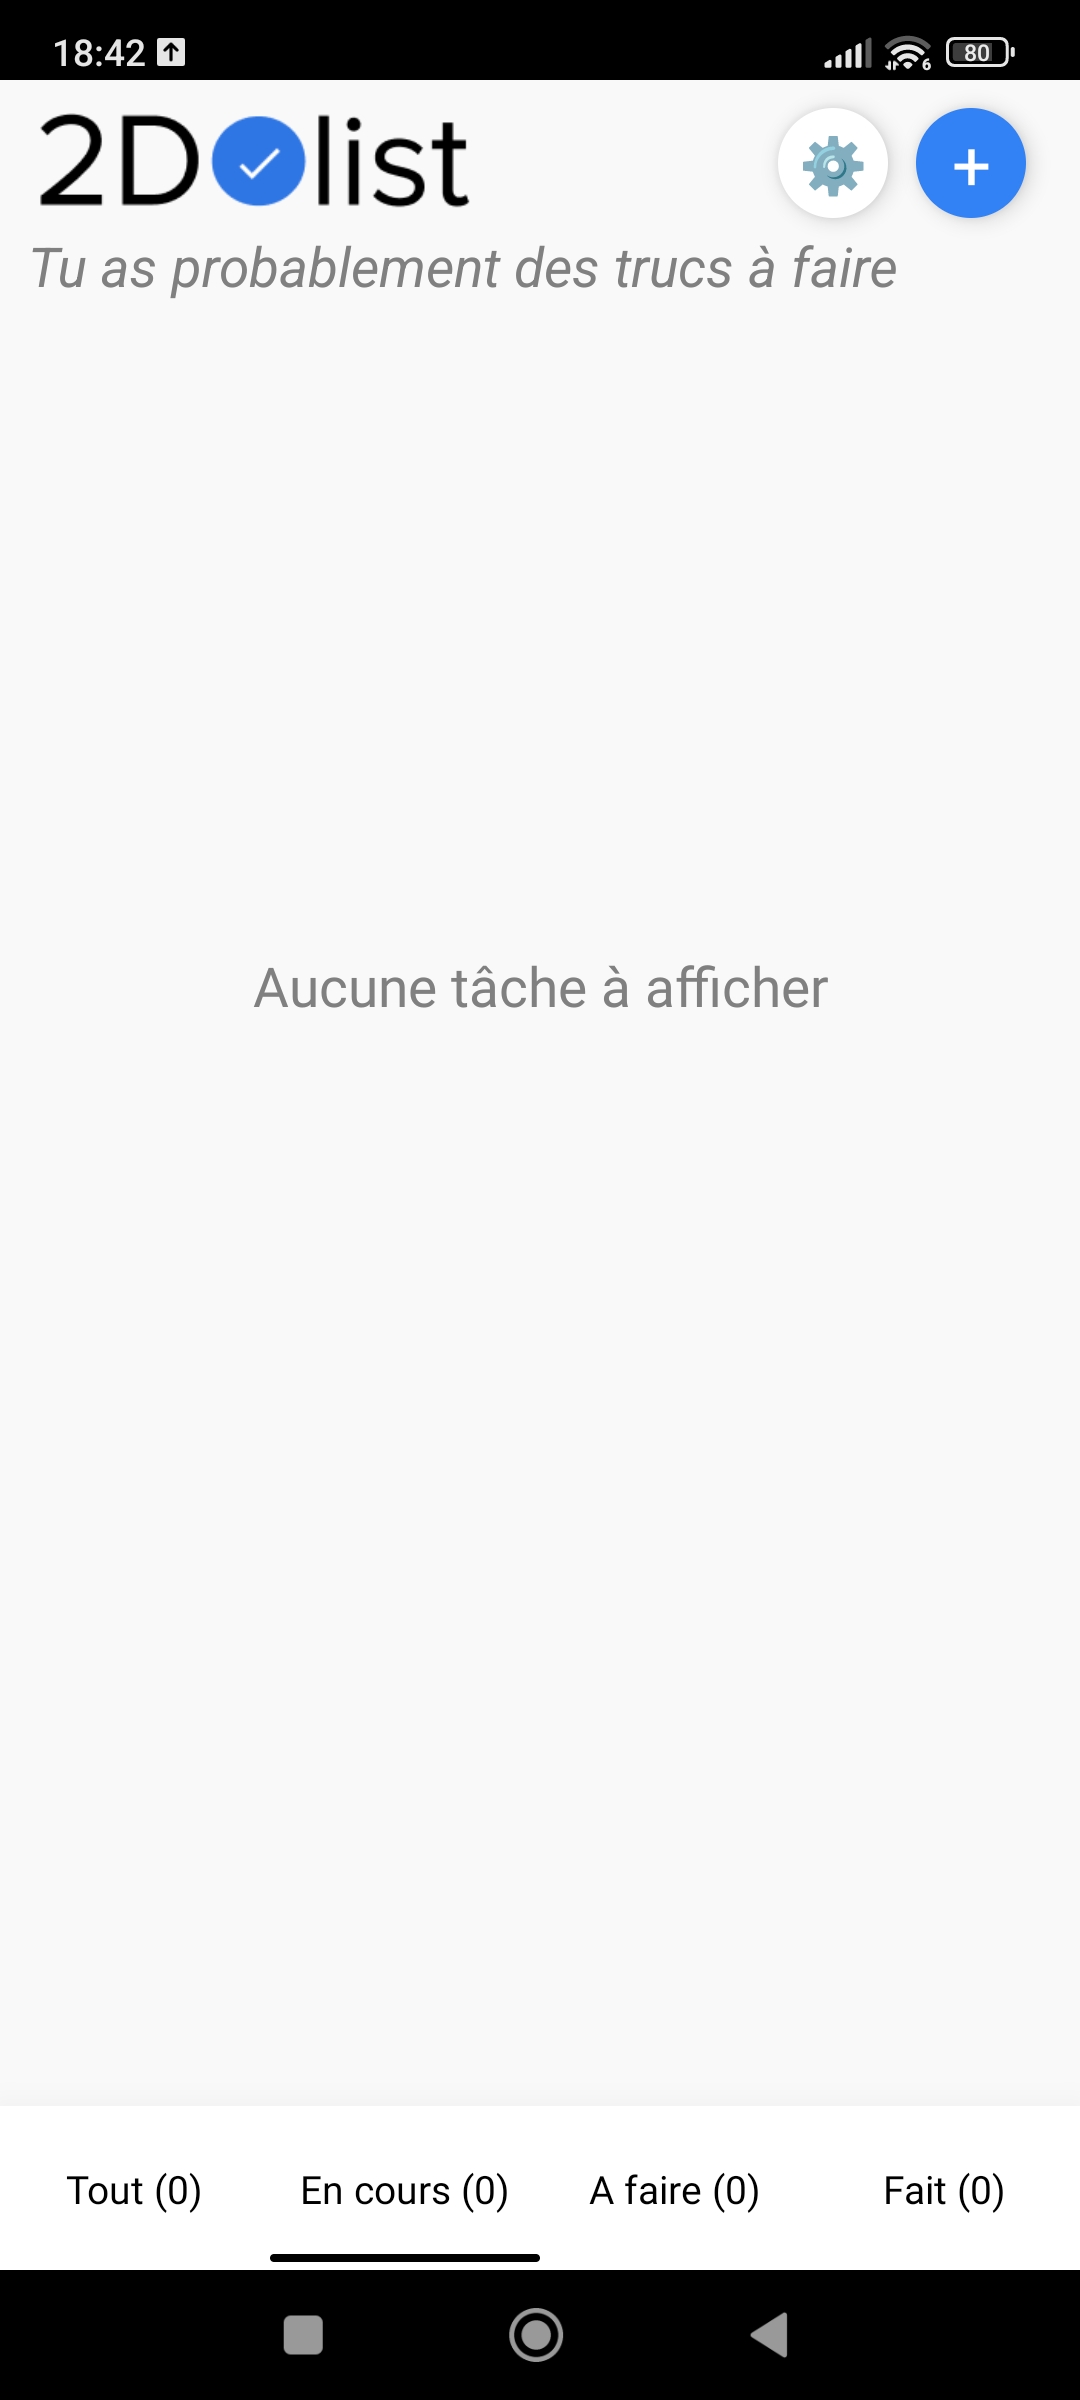 18:42
6
80
2D list
+
Tu as probablement des trucs à faire
Aucune tâche à afficher
Tout (0)
En cours (0)
A faire (0)
Fait (0)